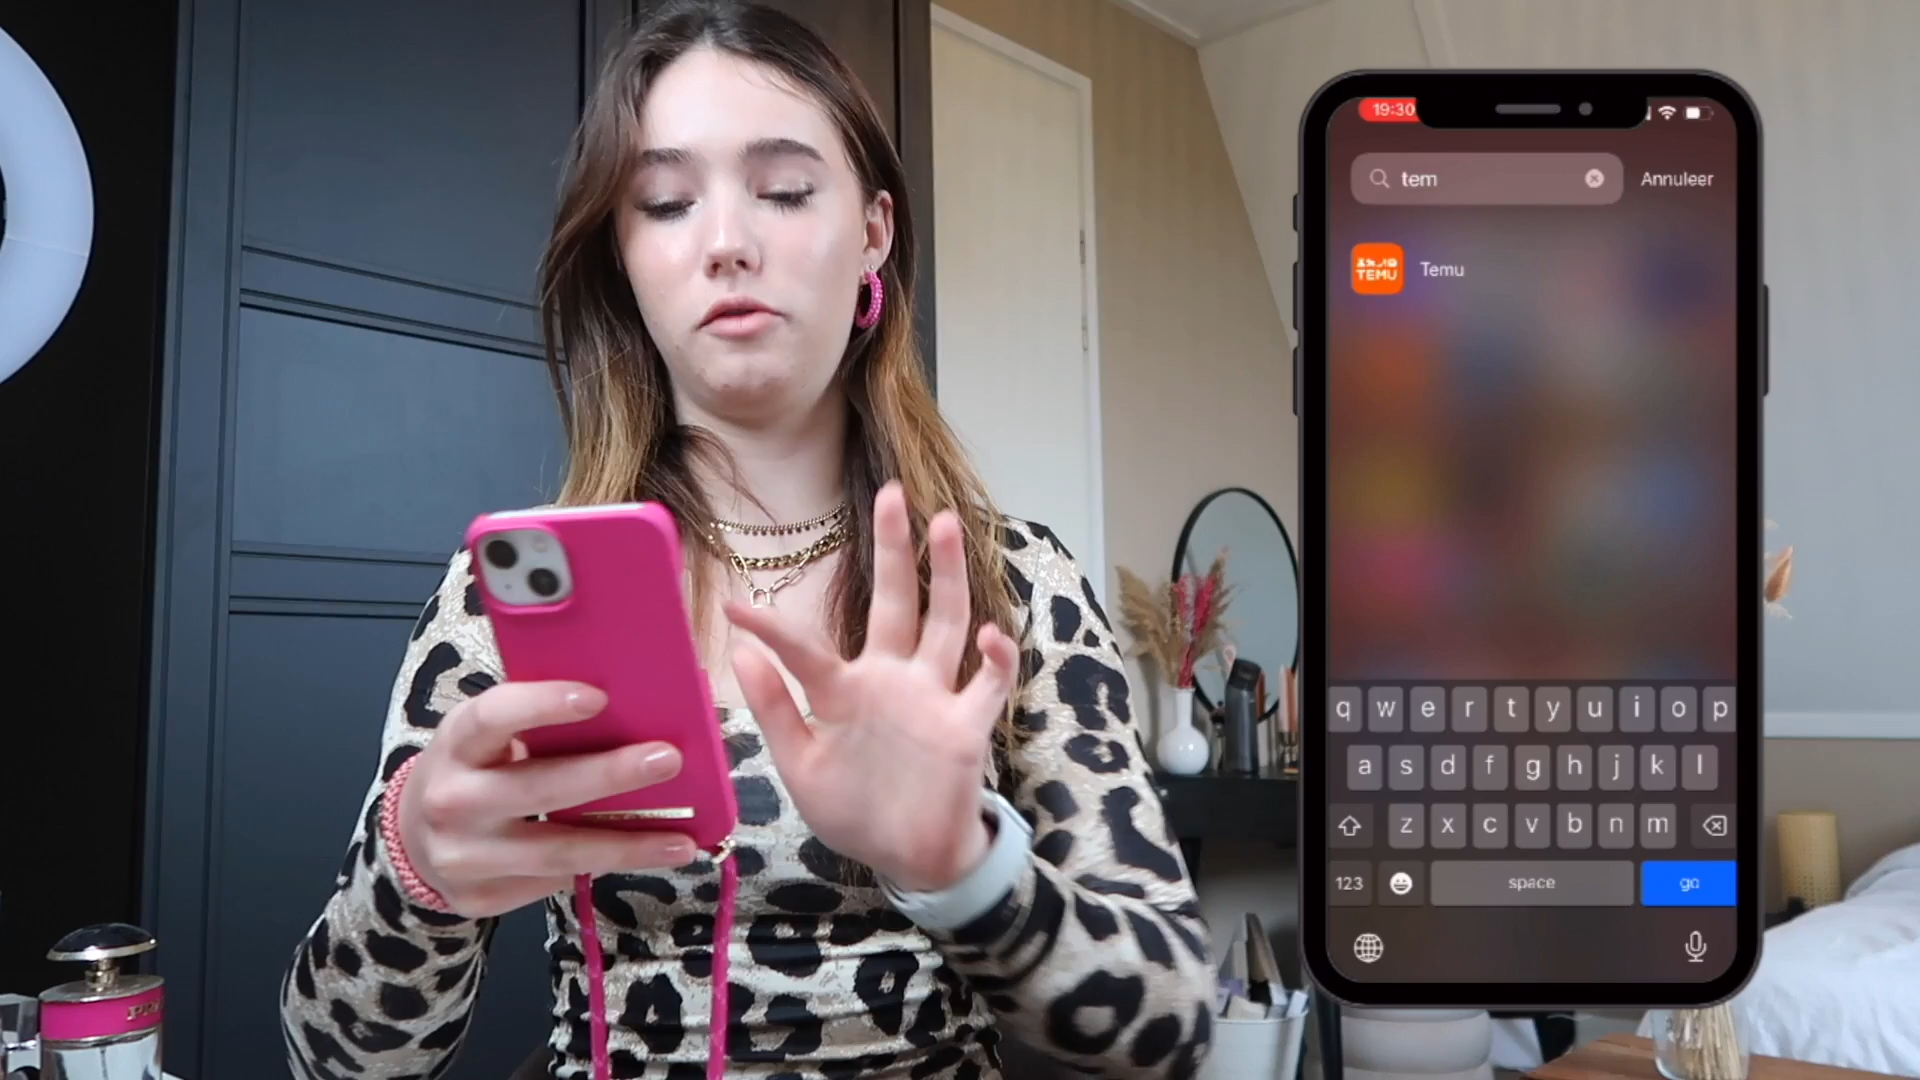 19:30
tem
Annuleer
TEMU
Temu
q w e r t y u i o p
a s d f g h j k l
z x c v b n m
123
space
go